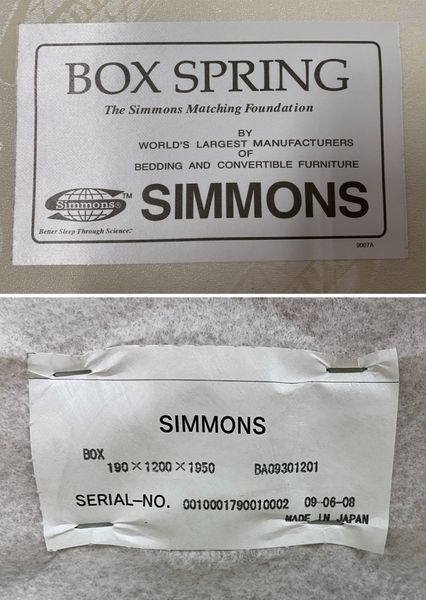 BOX SPRING
The Simmons Matching Foundation
BY
WORLD'S LARGEST MANUFACTURERS
OF
BEDDING AND CONVERTIBLE FURNITURE
Simmons® TM SIMMONS
Better Sleep Through Science.™
9007A
SIMMONS
BOX
190×1200×1950 BA09301201
SERIAL-NO. 0010001790010002 09-06-08
MADE IN JAPAN